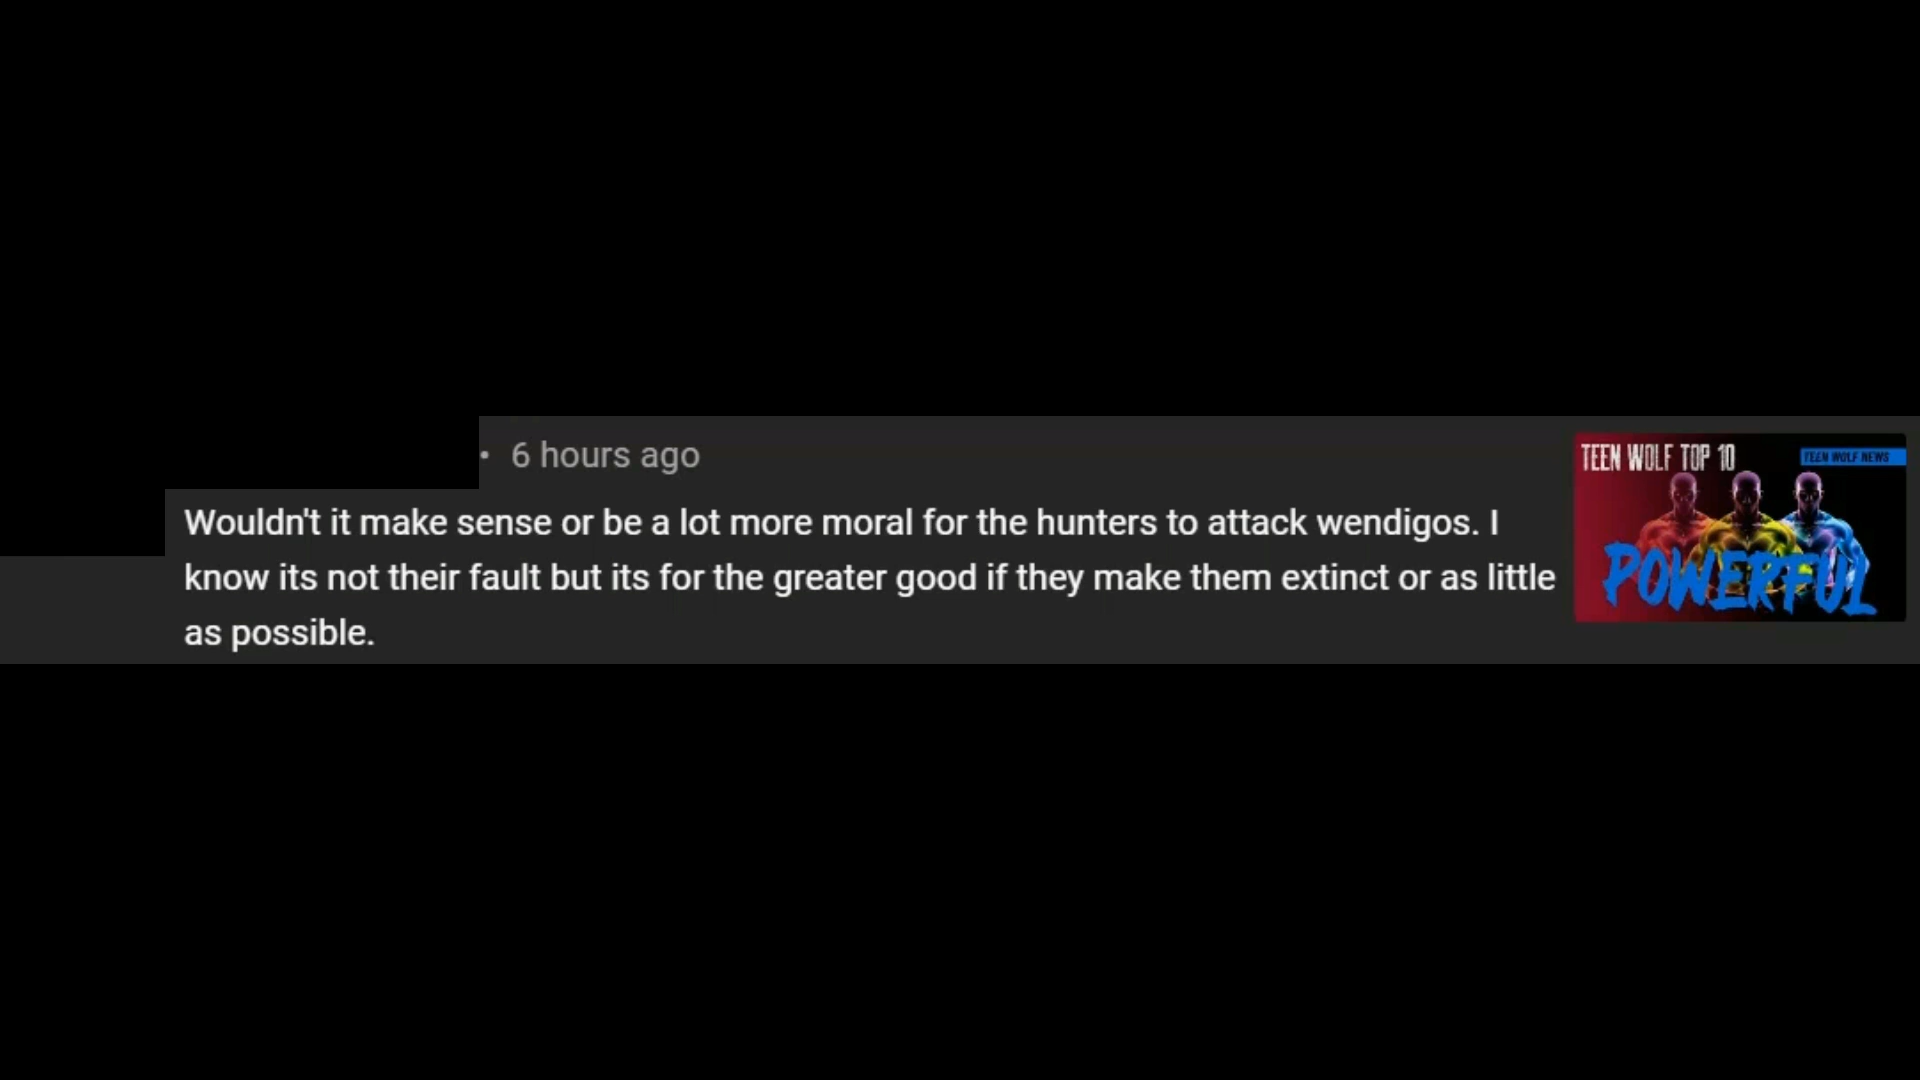 • 6 hours ago
TEEN WOLF TOP 10
TEEN WOLF NEWS
Wouldn't it make sense or be a lot more moral for the hunters to attack wendigos. I
know its not their fault but its for the greater good if they make them extinct or as little
as possible.
POWERFUL